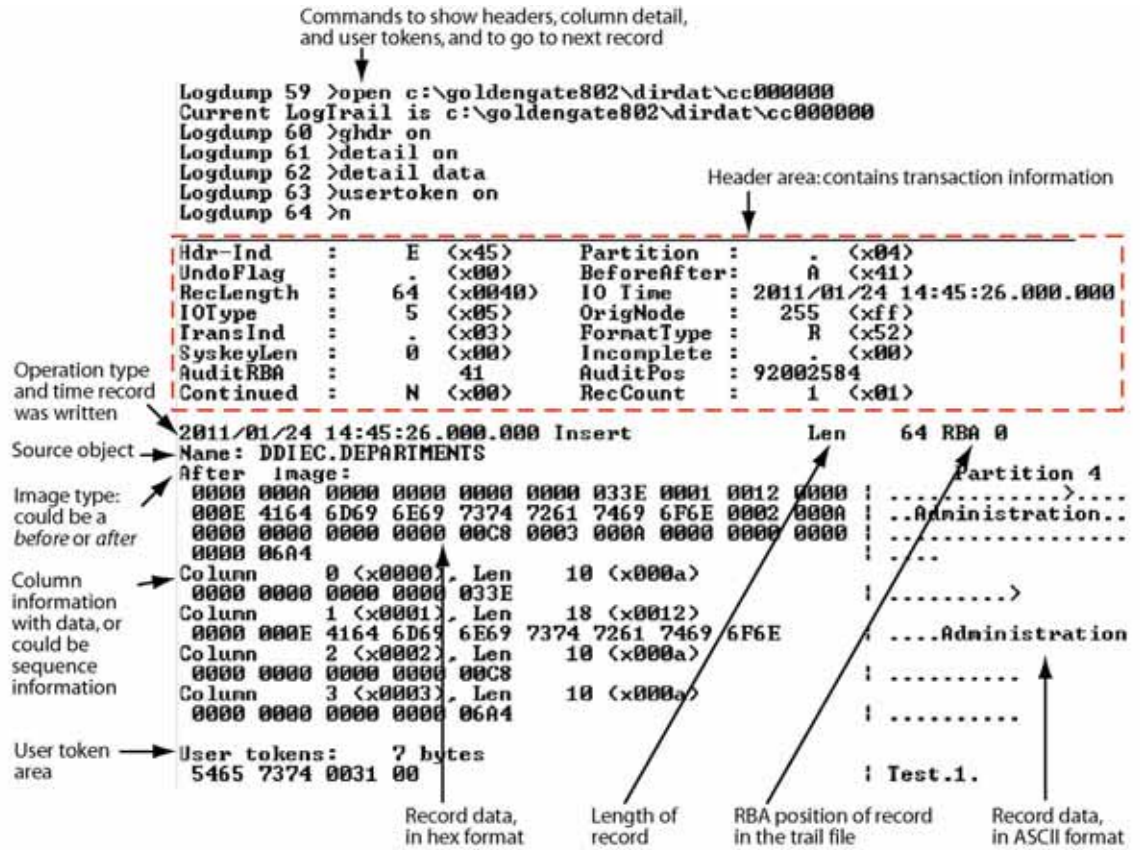 Commands to show headers, column detail,
and user tokens, and to go to next record
Logdump 59 >open c:\goldengate802\dirdat\cc000000
Current LogTrail is c:\goldengate802\dirdat\cc000000
Logdump 60 >ghdr on
Logdump 61 >detail on
Logdump 62 >detail data
Logdump 63 >usertoken on
Logdump 64 >n
Header area: contains transaction information
Hdr-Ind : E (x45) Partition : . (x04)
UndoFlag : . (x00) BeforeAfter: A (x41)
RecLength : 64 (x0040) IO Time : 2011/01/24 14:45:26.000.000
IOType : 5 (x05) OrigNode : 255 (xff)
TransInd : . (x03) FormatType : R (x52)
SyskeyLen : 0 (x00) Incomplete : . (x00)
AuditRBA : 41 AuditPos : 92002584
Continued : N (x00) RecCount : 1 (x01)
Operation type
and time record
was written
2011/01/24 14:45:26.000.000 Insert Len 64 RBA 0
Source object
Name: DDIEC.DEPARTMENTS
After Image: Partition 4
Image type:
could be a
before or after
0000 000A 0000 0000 0000 0000 033E 0001 0012 0000 | .............>....
000E 4164 6D69 6E69 7374 7261 7469 6F6E 0002 000A | ..Administration..
0000 0000 0000 0000 00C8 0003 000A 0000 0000 0000 | ..................
0000 06A4 | ....
Column
information
with data, or
could be
sequence
information
Column 0 (x0000), Len 10 (x000a)
0000 0000 0000 0000 033E | .........>
Column 1 (x0001), Len 18 (x0012)
0000 000E 4164 6D69 6E69 7374 7261 7469 6F6E | ....Administration
Column 2 (x0002), Len 10 (x000a)
0000 0000 0000 0000 00C8 | ..........
Column 3 (x0003), Len 10 (x000a)
0000 0000 0000 0000 06A4 | ..........
User token
area
User tokens: 7 bytes
5465 7374 0031 00 | Test.1.
Record data,
in hex format
Length of
record
RBA position of record
in the trail file
Record data,
in ASCII format